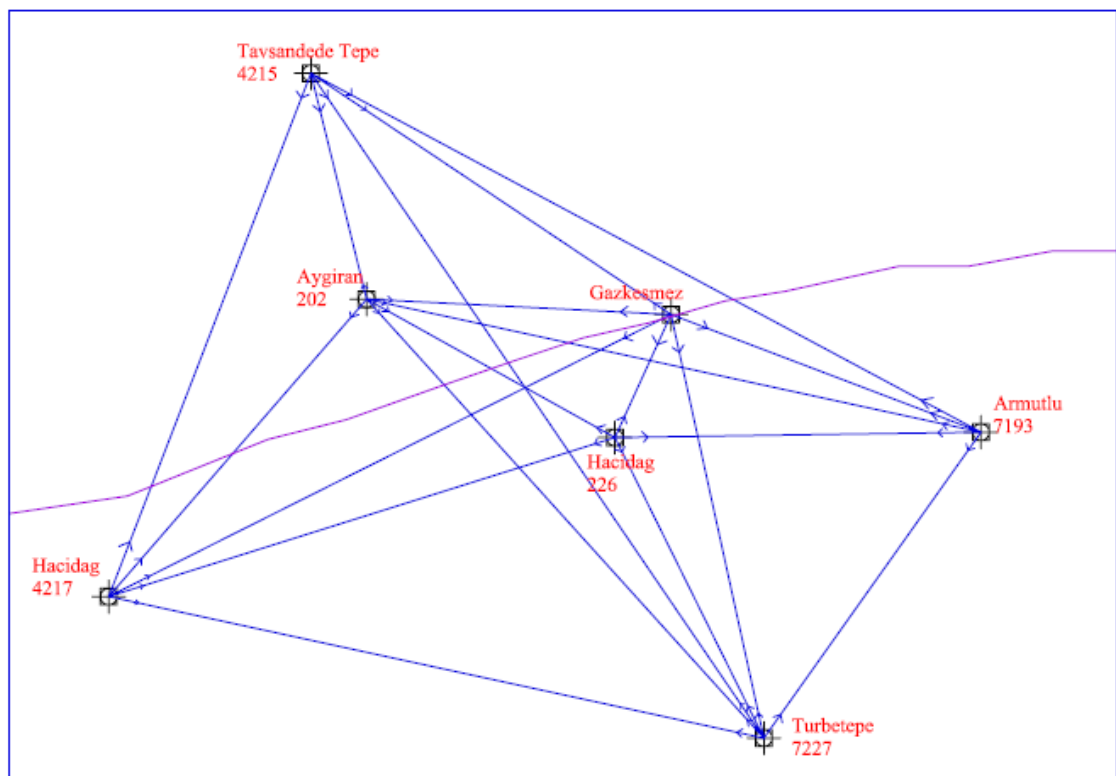 Tavsandede Tepe
4215
Aygiran
202
Gazkesmez
Armutlu
7193
Hacidag
226
Hacidag
4217
Turbetepe
7227